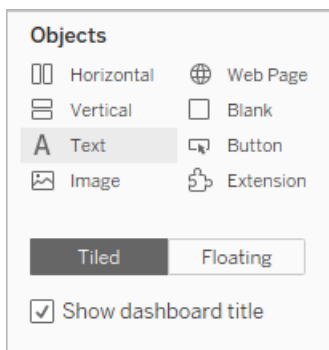 Objects
Horizontal Web Page
Vertical Blank
A Text Button
Image Extension
Tiled Floating
Show dashboard title